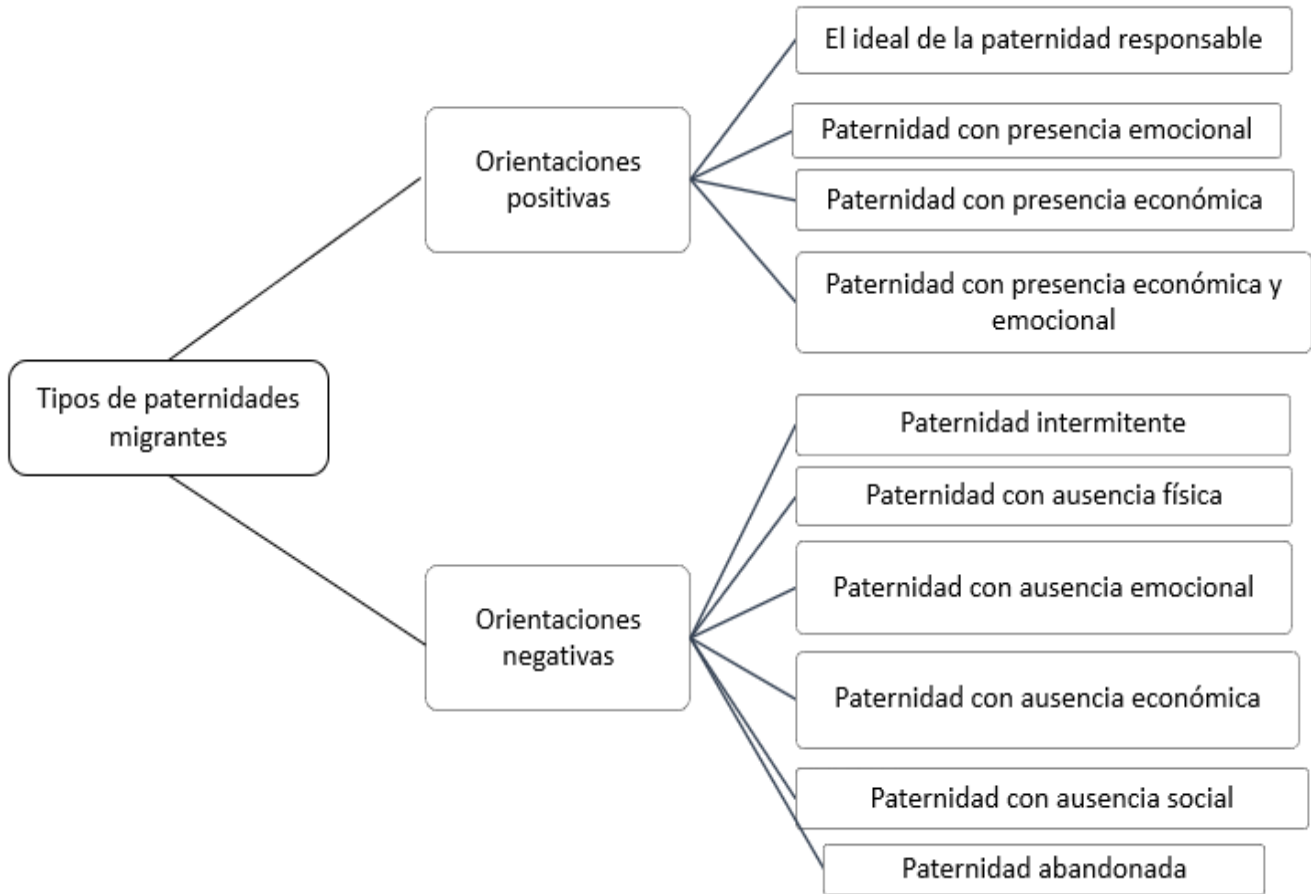 Tipos de paternidades
migrantes
Orientaciones
positivas
El ideal de la paternidad responsable
Paternidad con presencia emocional
Paternidad con presencia económica
Paternidad con presencia económica y
emocional
Orientaciones
negativas
Paternidad intermitente
Paternidad con ausencia física
Paternidad con ausencia emocional
Paternidad con ausencia económica
Paternidad con ausencia social
Paternidad abandonada